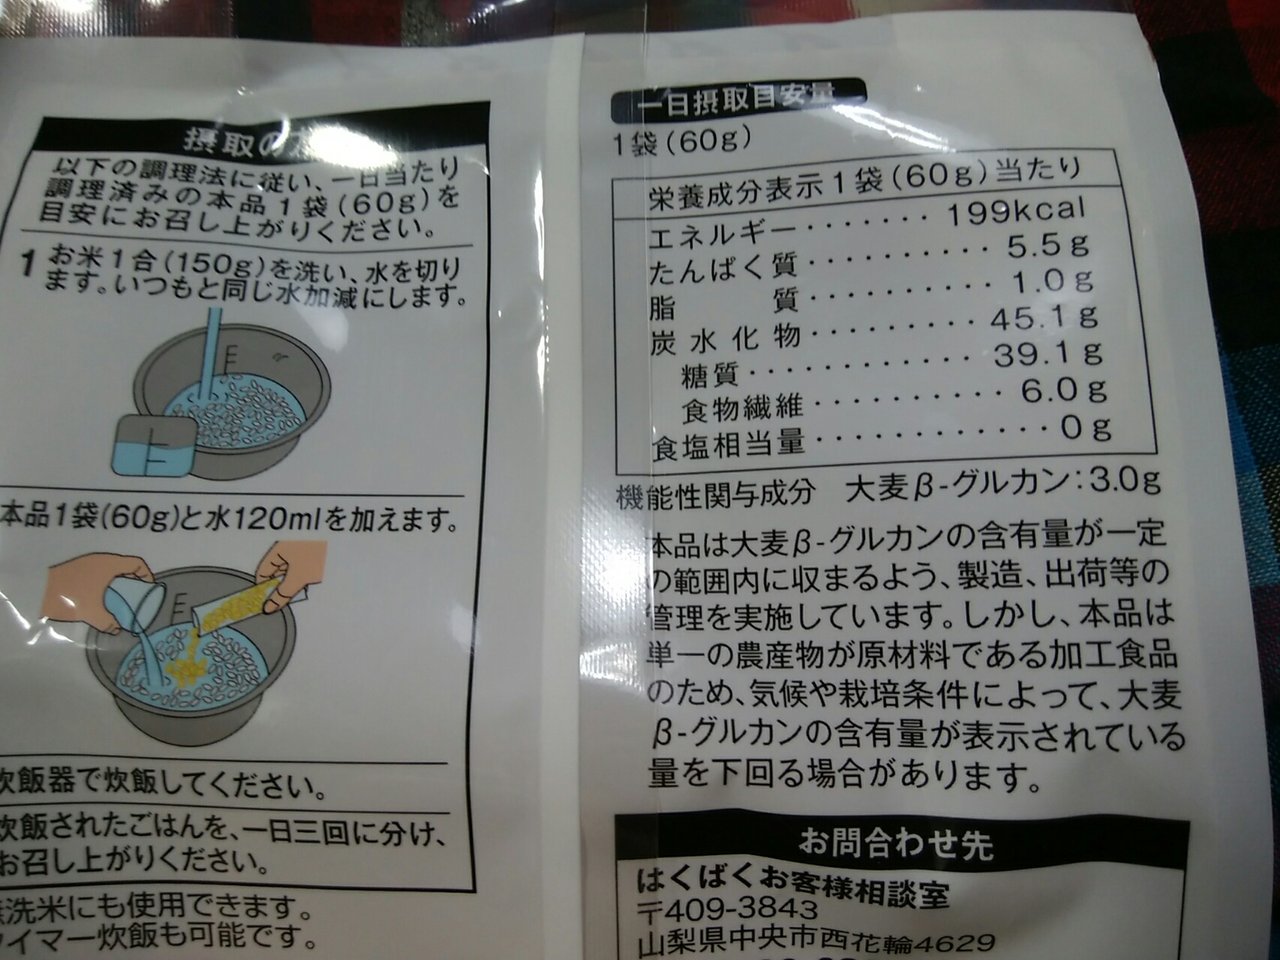 摂取の
以下の調理法に従い、一日当たり
調理済みの本品1袋(60g)を
目安にお召し上がりください。
1 お米1合(150g)を洗い、水を切り
ます。いつもと同じ水加減にします。
本品1袋(60g)と水120mlを加えます。
炊飯器で炊飯してください。
炊飯されたごはんを、一日三回に分け、
お召し上がりください。
無洗米にも使用できます。
タイマー炊飯も可能です。
一日摂取目安量
1袋(60g)
栄養成分表示1袋(60g)当たり
エネルギー・・・・・・・199kcal
たんぱく質・・・・・・・・・・5.5g
脂質・・・・・・・・・・1.0g
炭水化物・・・・・・・・・45.1g
糖質・・・・・・・・・・・39.1g
食物繊維・・・・・・・・・・6.0g
食塩相当量・・・・・・・・・・・・0g
機能性関与成分 大麦β-グルカン:3.0g
本品は大麦β-グルカンの含有量が一定
の範囲内に収まるよう、製造、出荷等の
管理を実施しています。しかし、本品は
単一の農産物が原材料である加工食品
のため、気候や栽培条件によって、大麦
β-グルカンの含有量が表示されている
量を下回る場合があります。
お問合わせ先
はくばくお客様相談室
〒409-3843
山梨県中央市西花輪4629